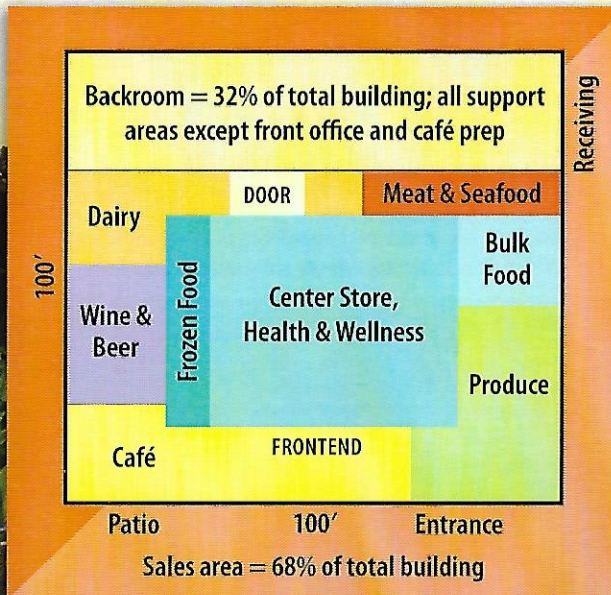 Backroom = 32% of total building; all support
areas except front office and café prep
Receiving
DOOR
Meat & Seafood
Dairy
Bulk
Food
100′
Wine &
Beer
Frozen Food
Center Store,
Health & Wellness
Produce
Café
FRONTEND
Patio
100′
Entrance
Sales area = 68% of total building